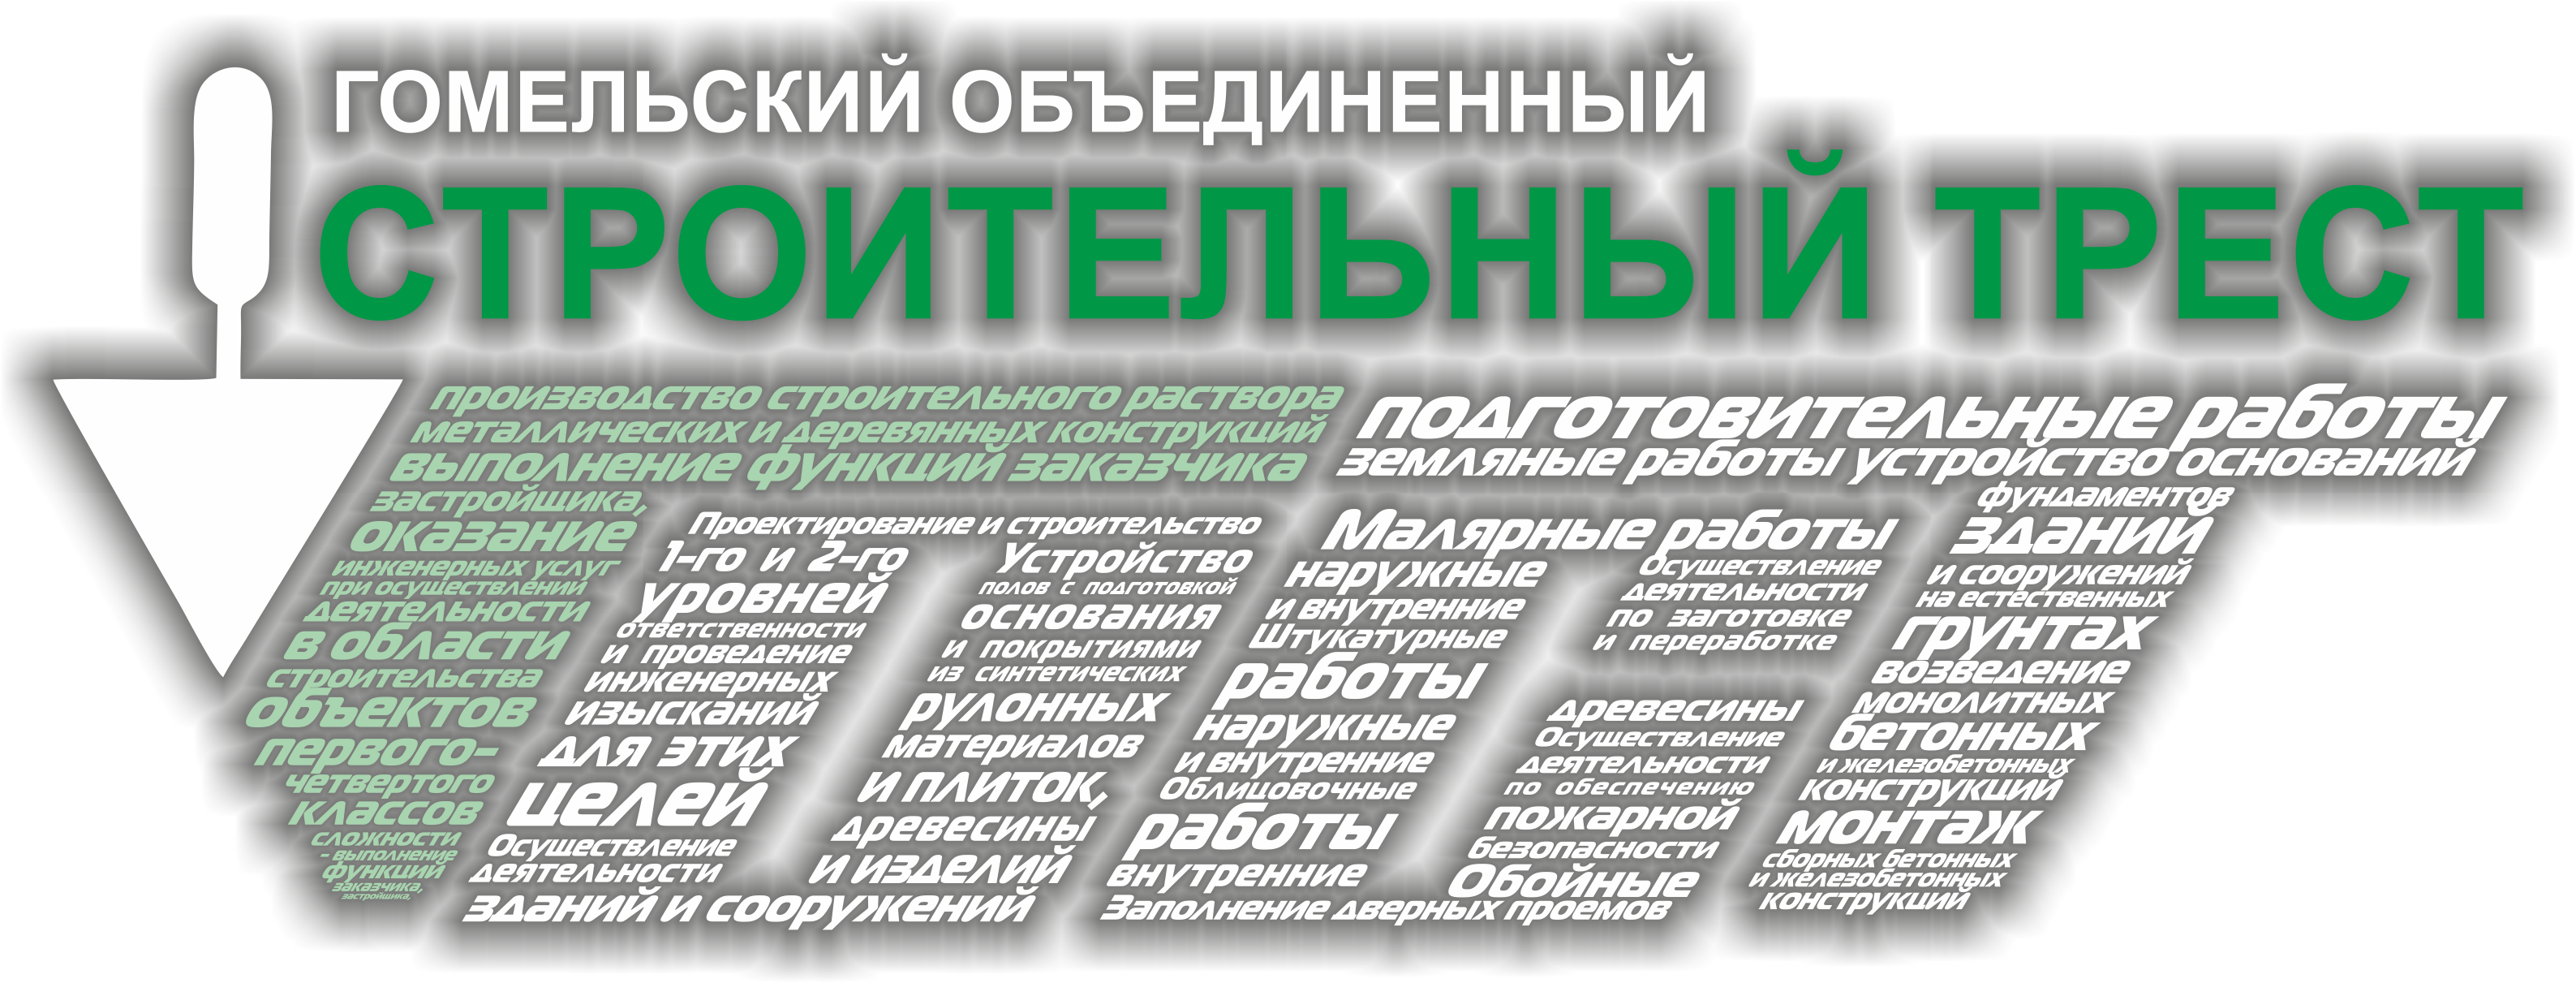 ГОМЕЛЬСКИЙ ОБЪЕДИНЕННЫЙ
СТРОИТЕЛЬНЫЙ ТРЕСТ
производство строительного раствора
металлических и деревянных конструкций
выполнение функций заказчика
застройщика,
оказание
инженерных услуг
при осуществлении
деятельности
в области
строительства
объектов
первого-
четвертого
классов
сложности
- выполнение
функций
заказчика,
застройщика,
Проектирование и строительство
1-го и 2-го
уровней
ответственности
и проведение
инженерных
изысканий
для этих
целей
Осуществление
деятельности
зданий и сооружений
Устройство
полов с подготовкой
основания
и покрытиями
из синтетических
рулонных
материалов
и плиток,
древесины
и изделий
подготовительные работы
земляные работы устройство оснований
Малярные работы
наружные
и внутренние
Штукатурные
работы
наружные
и внутренние
Облицовочные
работы
внутренние
Заполнение дверных проемов
Осуществление
деятельности
по заготовке
и переработке
древесины
Осуществление
деятельности
по обеспечению
пожарной
безопасности
Обойные
фундаментов
зданий
и сооружений
на естественных
грунтах
возведение
монолитных
бетонных
и железобетонных
конструкций
монтаж
сборных бетонных
и железобетонных
конструкций